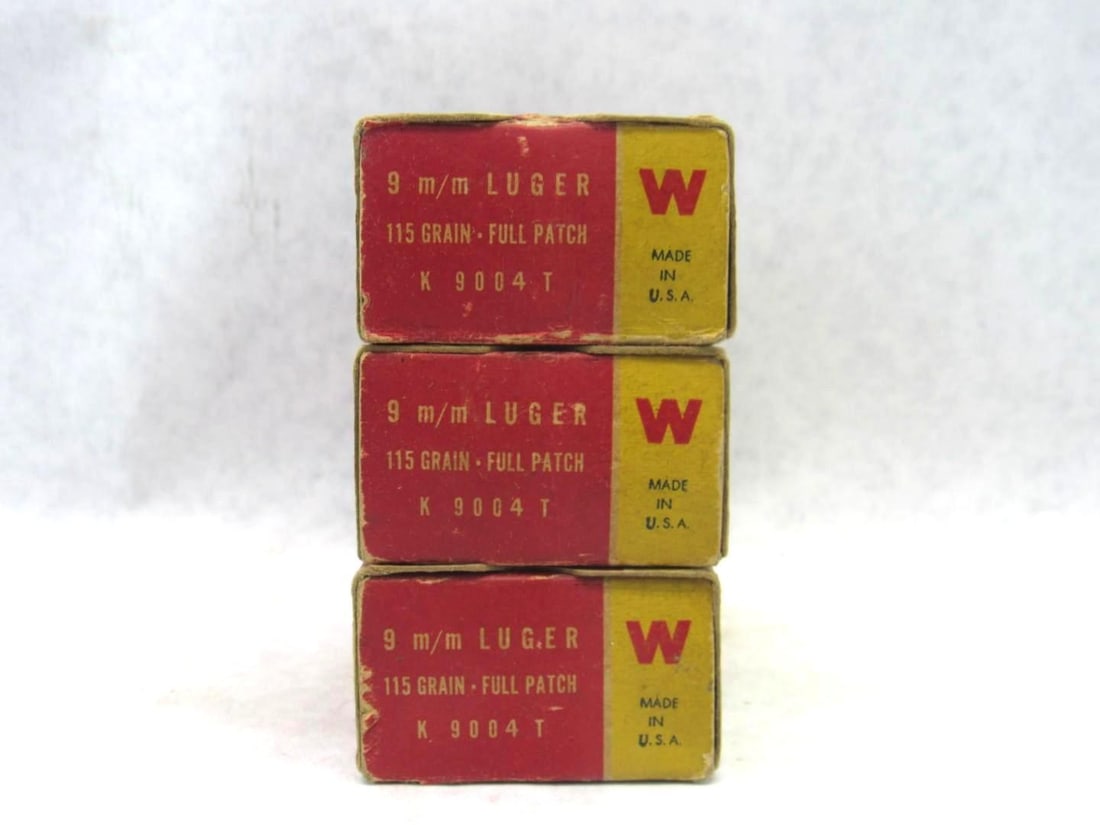 9 m/m LUGER
115 GRAIN • FULL PATCH
K 9004 T
W
MADE
IN
U.S.A.
9 m/m LUGER
115 GRAIN • FULL PATCH
K 9004 T
W
MADE
IN
U.S.A.
9 m/m LUGER
115 GRAIN • FULL PATCH
K 9004 T
W
MADE
IN
U.S.A.